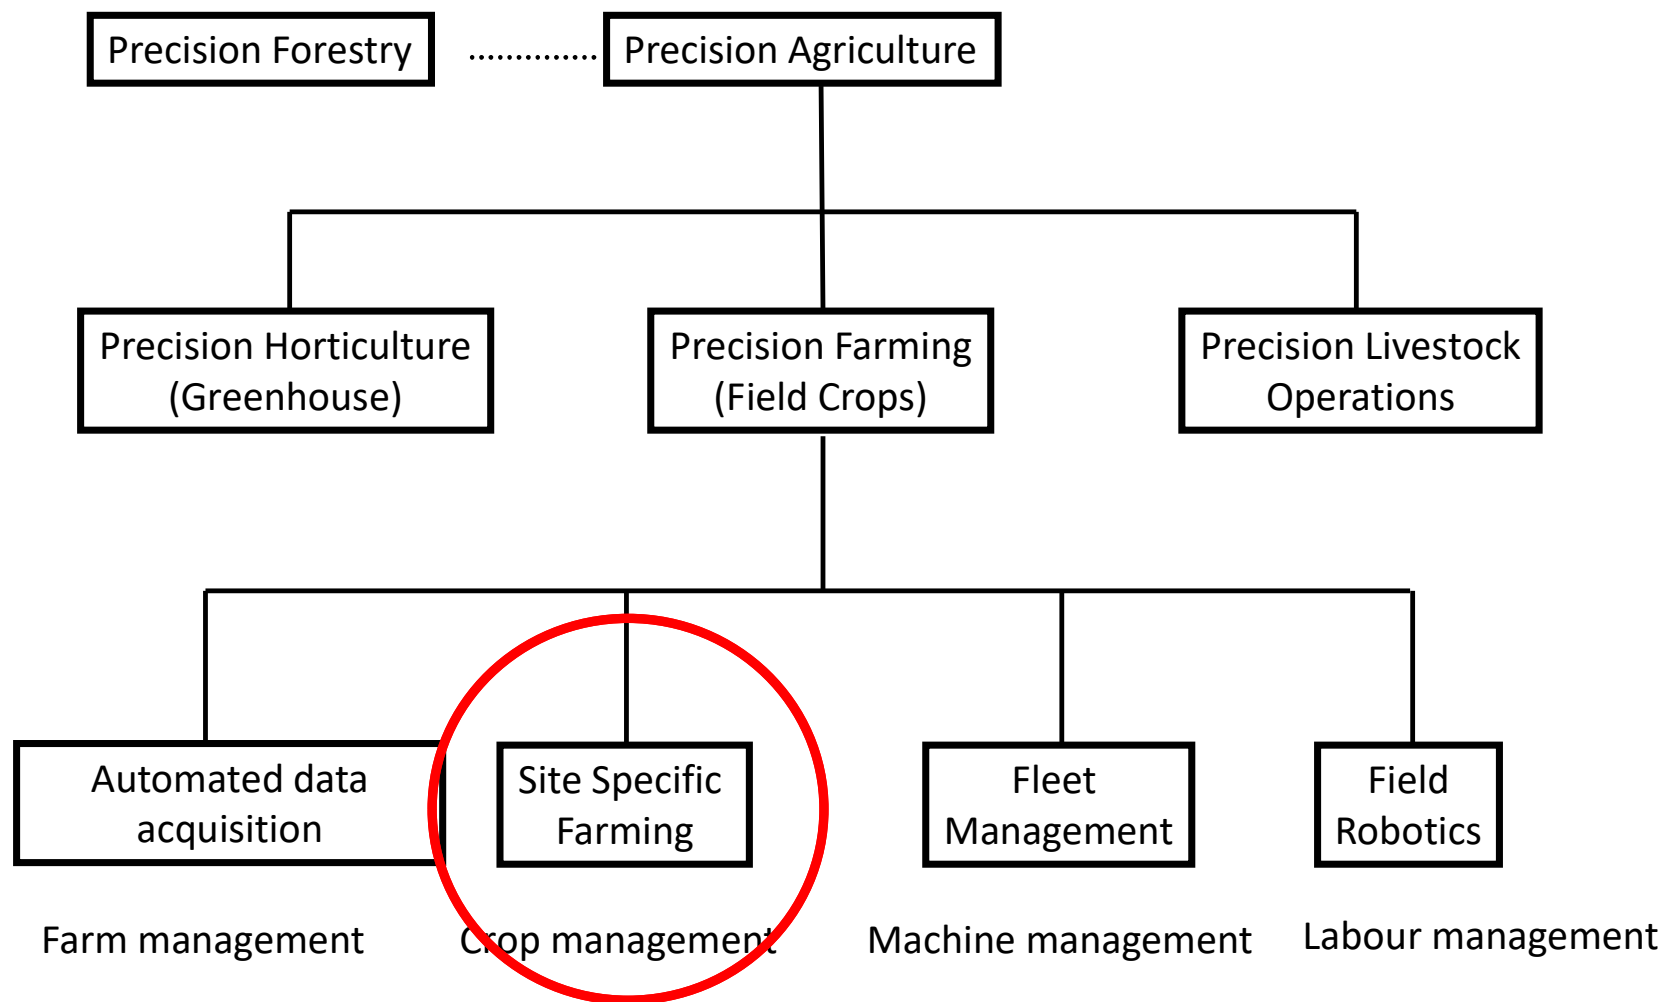 Precision Forestry
..............
Precision Agriculture
Precision Horticulture
(Greenhouse)
Precision Farming
(Field Crops)
Precision Livestock
Operations
Automated data
acquisition
Site Specific
Farming
Fleet
Management
Field
Robotics
Farm management
Crop management
Machine management
Labour management